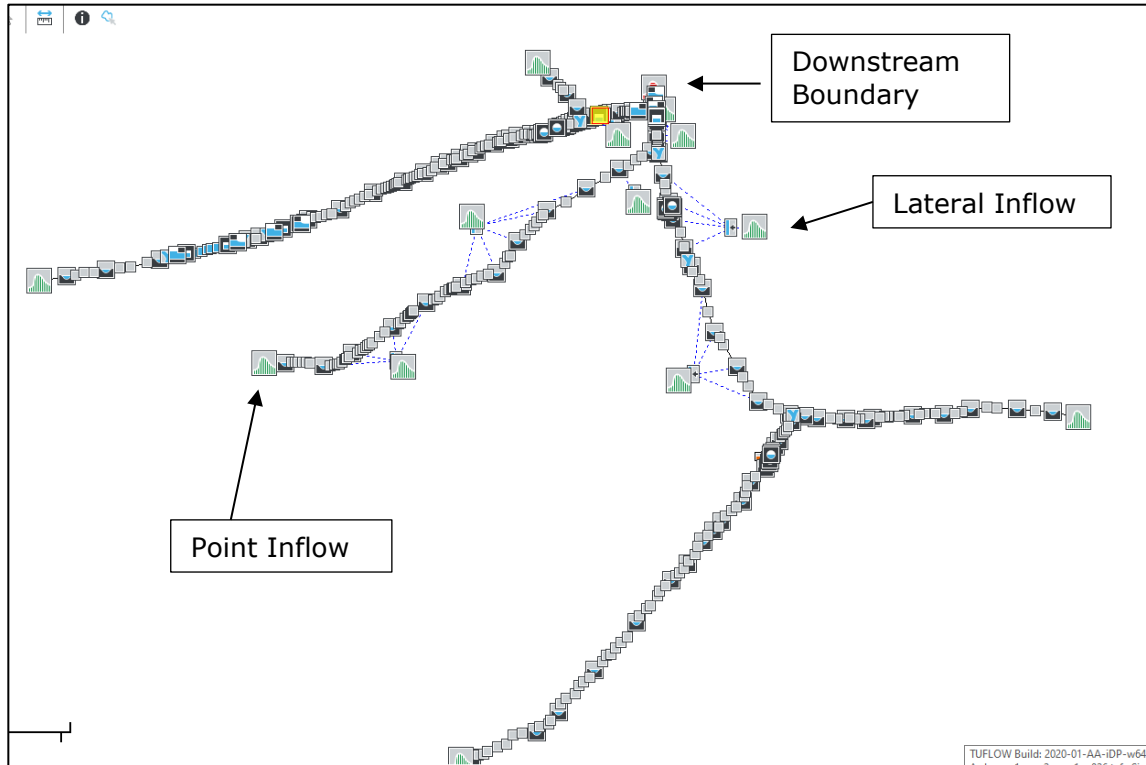 Downstream
Boundary
Lateral Inflow
Point Inflow
TUFLOW Build: 2020-01-AA-iDP-w64